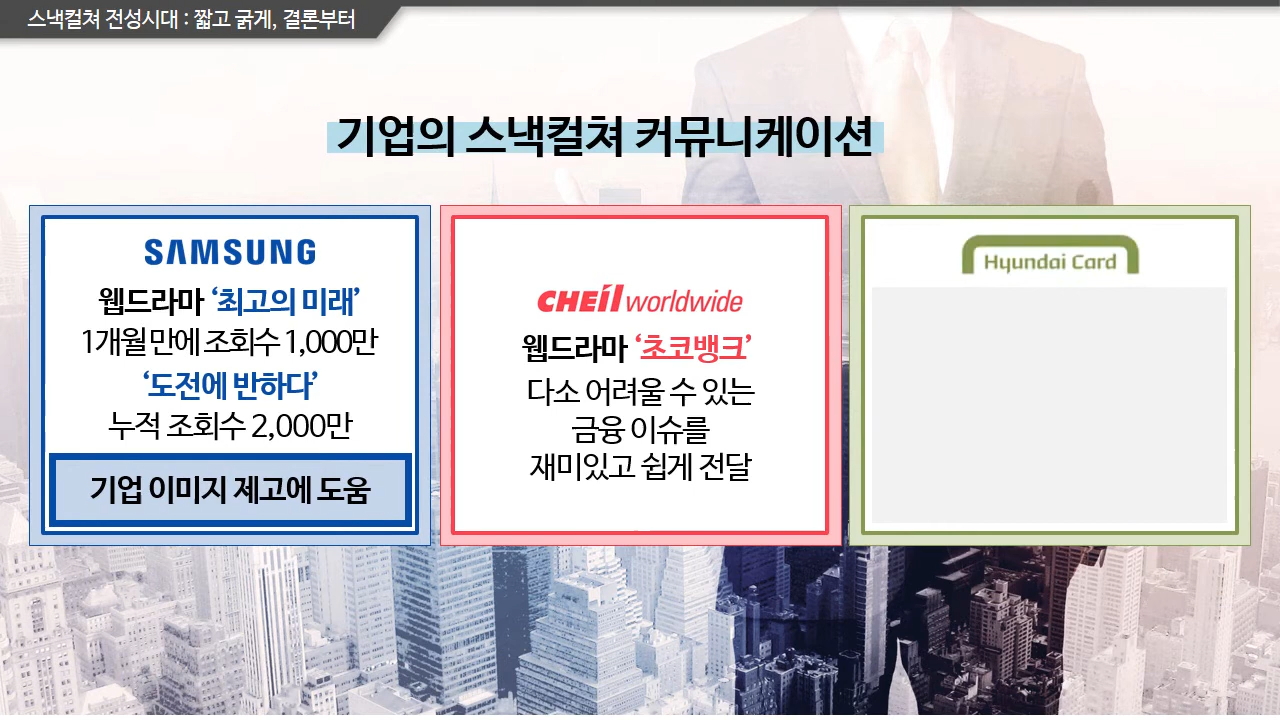 스낵컬쳐 전성시대 : 짧고 굵게, 결론부터
기업의 스낵컬쳐 커뮤니케이션
SAMSUNG
웹드라마 ‘최고의 미래’
1개월 만에 조회수 1,000만
‘도전에 반하다’
누적 조회수 2,000만
기업 이미지 제고에 도움
CHEIL worldwide
웹드라마 ‘초코뱅크’
다소 어려울 수 있는
금융 이슈를
재미있고 쉽게 전달
Hyundai Card